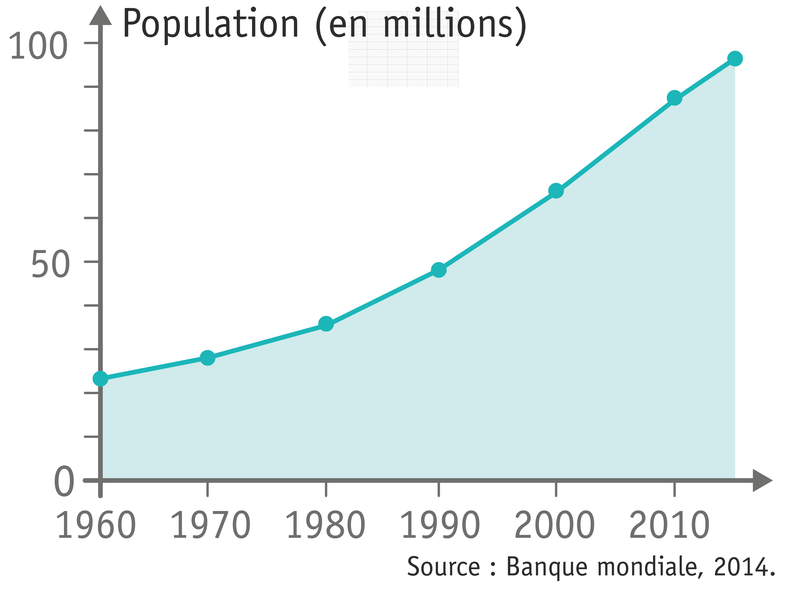 Population (en millions)
100
50
0
1960 1970 1980 1990 2000 2010
Source : Banque mondiale, 2014.